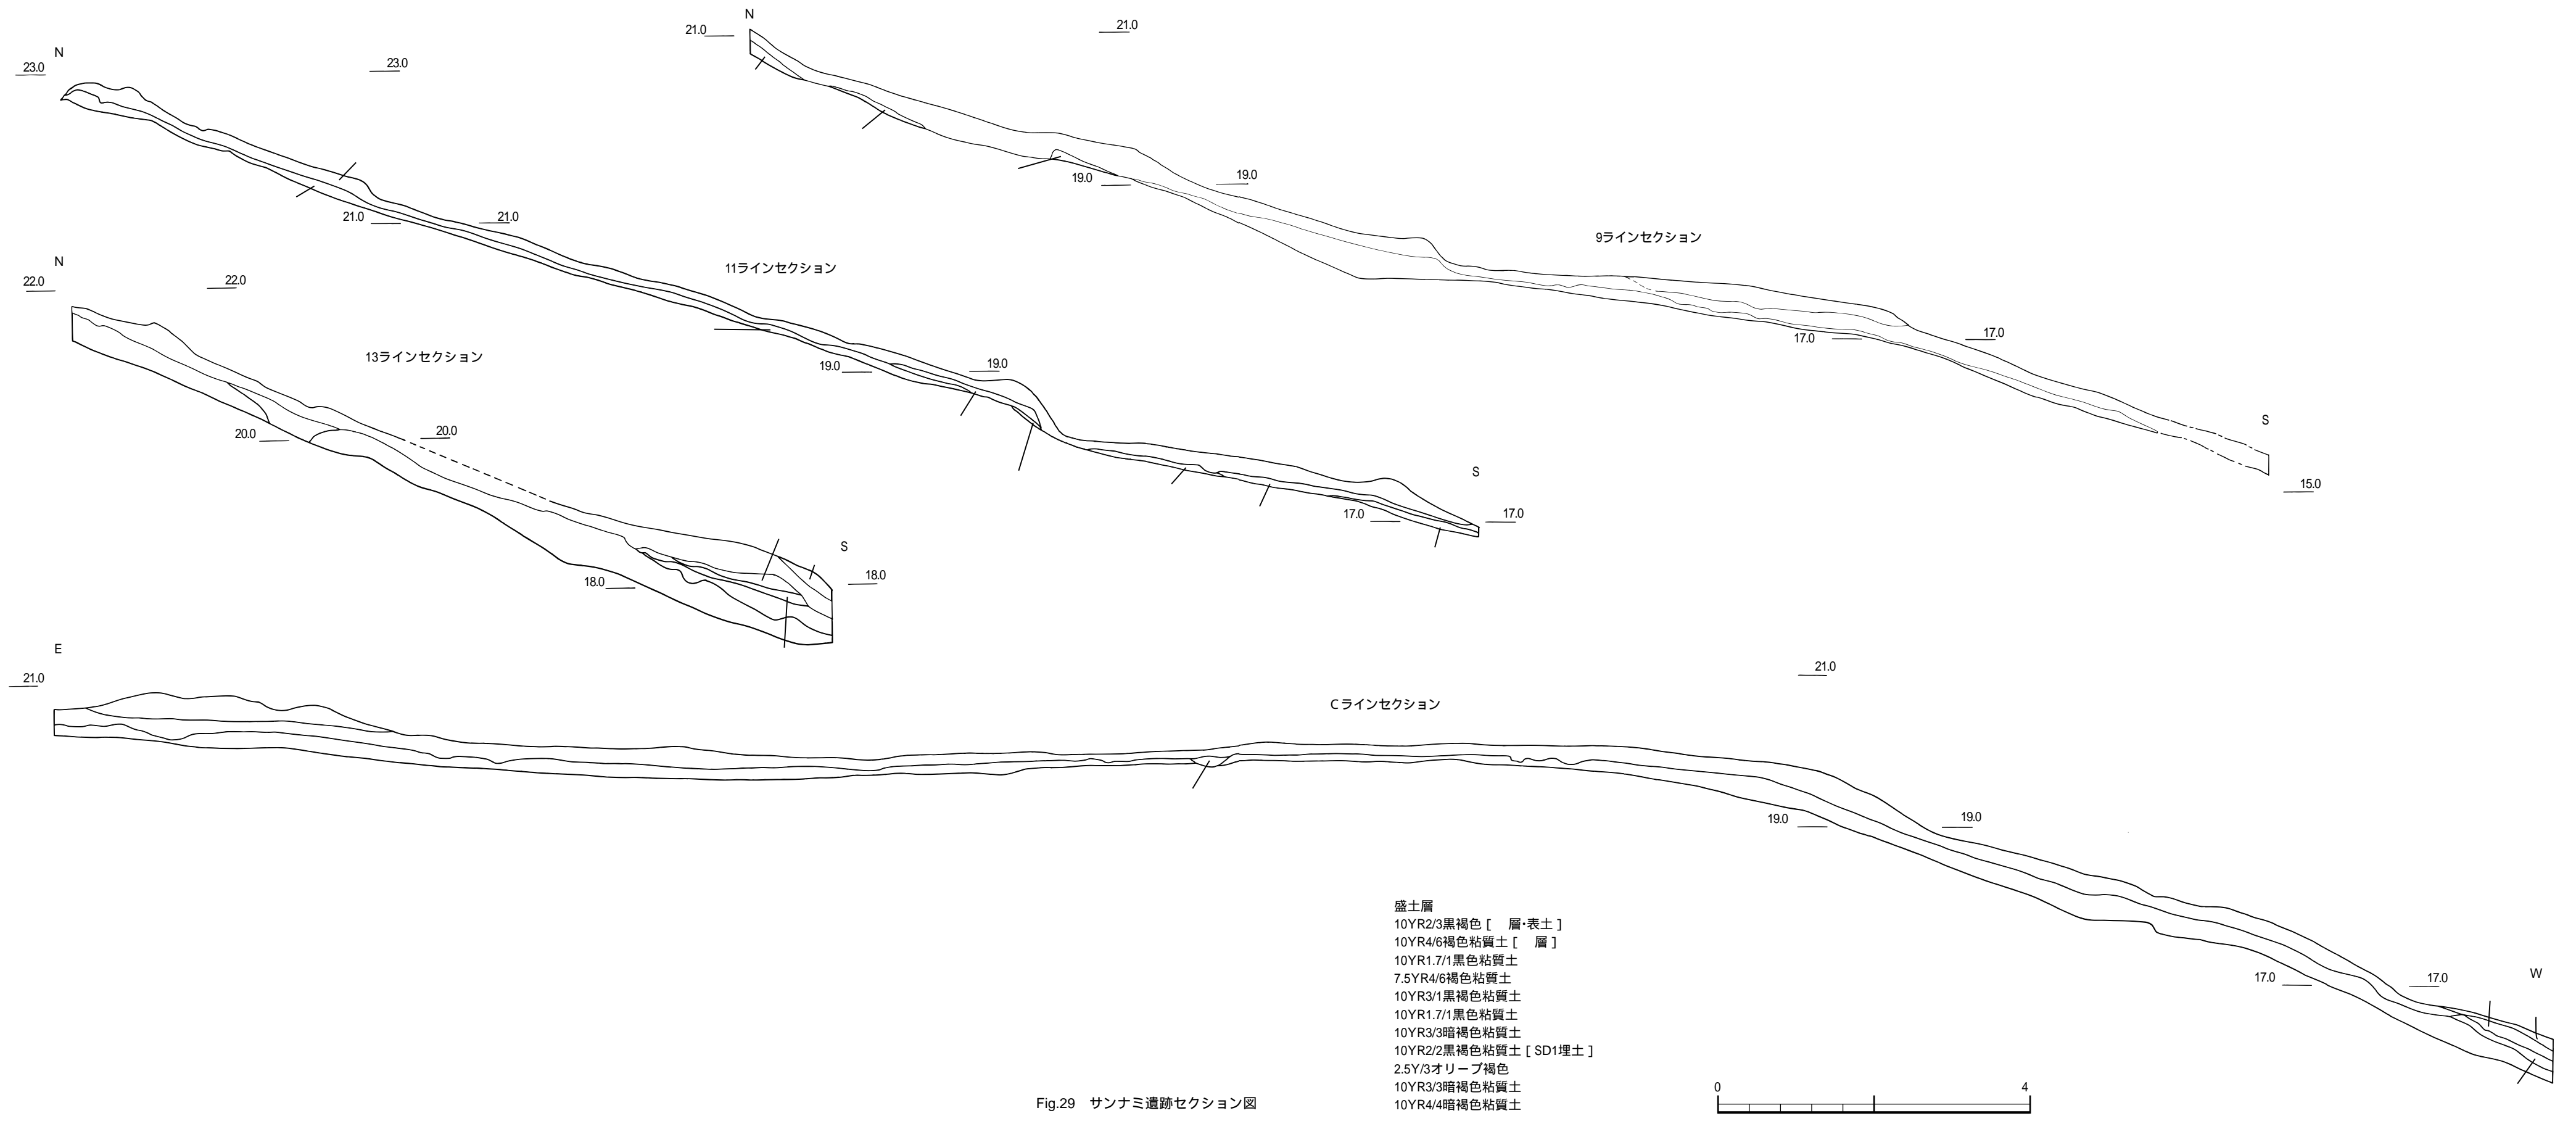 N
21.0
21.0
N
23.0
23.0
19.0
19.0
21.0
21.0
9ラインセクション
N
11ラインセクション
22.0
22.0
17.0
17.0
13ラインセクション
19.0
19.0
S
20.0
20.0
S
15.0
17.0
17.0
S
18.0
18.0
E
21.0
21.0
Cラインセクション
19.0
19.0
盛土層
10YR2/3黒褐色 [ 層・表土 ]
10YR4/6褐色粘質土 [ 層 ]
10YR1.7/1黒色粘質土
W
7.5YR4/6褐色粘質土
17.0
17.0
10YR3/1黒褐色粘質土
10YR1.7/1黒色粘質土
10YR3/3暗褐色粘質土
10YR2/2黒褐色粘質土 [ SD1埋土 ]
2.5Y/3オリーブ褐色
10YR3/3暗褐色粘質土
10YR4/4暗褐色粘質土
0 4
Fig.29 サンナミ遺跡セクション図